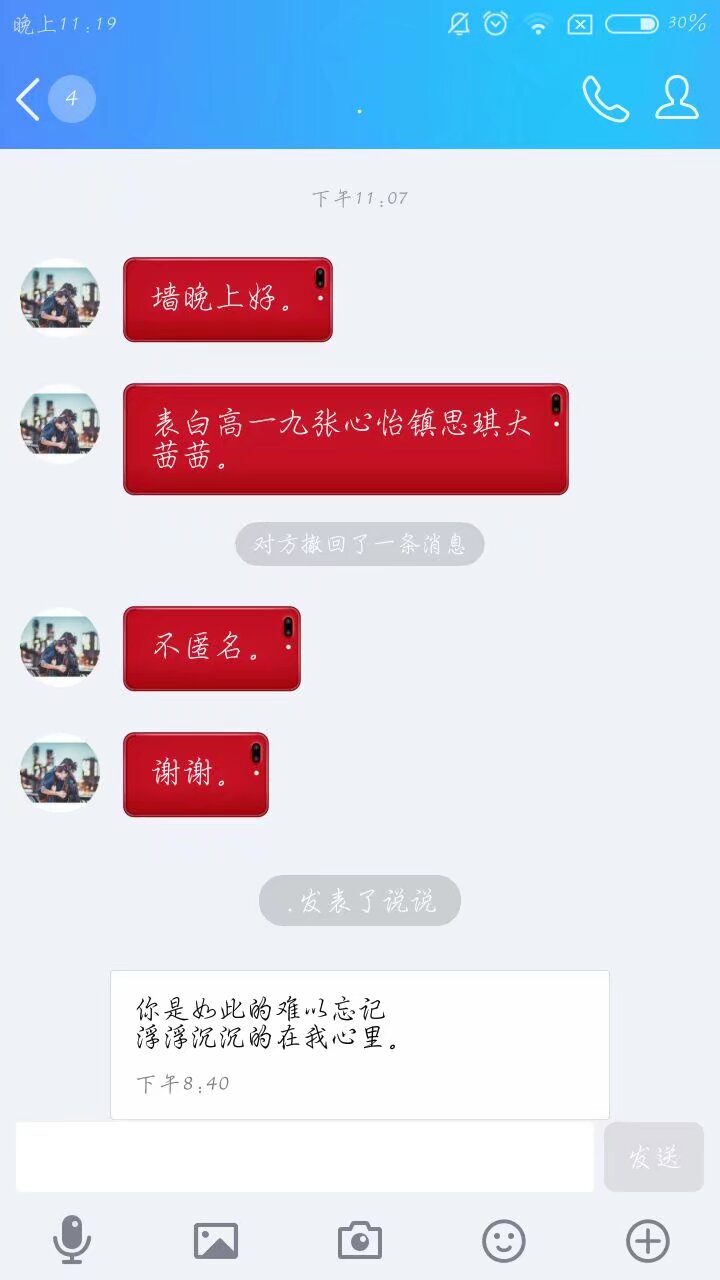 晚上11:19
30%
4
.
下午11:07
墙晚上好。
表白高一九张心怡镇思琪大
茜茜。
对方撤回了一条消息
不匿名。
谢谢。
.发表了说说
你是如此的难以忘记
浮浮沉沉的在我心里。
下午8:40
发送